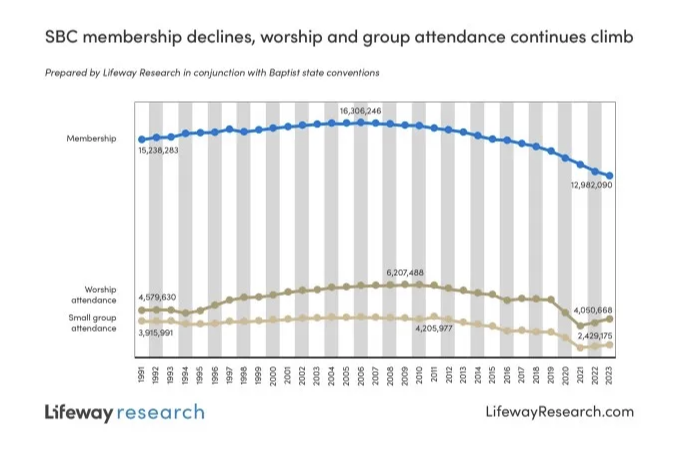 SBC membership declines, worship and group attendance continues climb
Prepared by Lifeway Research in conjunction with Baptist state conventions
16,306,246
Membership
15,238,283
12,982,090
6,207,488
Worship
attendance
4,579,630
4,050,668
Small group
attendance
3,915,991
4,205,977
2,429,175
1991 1992 1993 1994 1995 1996 1997 1998 1999 2000 2001 2002 2003 2004 2005 2006 2007 2008 2009 2010 2011 2012 2013 2014 2015 2016 2017 2018 2019 2020 2021 2022 2023
Lifeway research
LifewayResearch.com